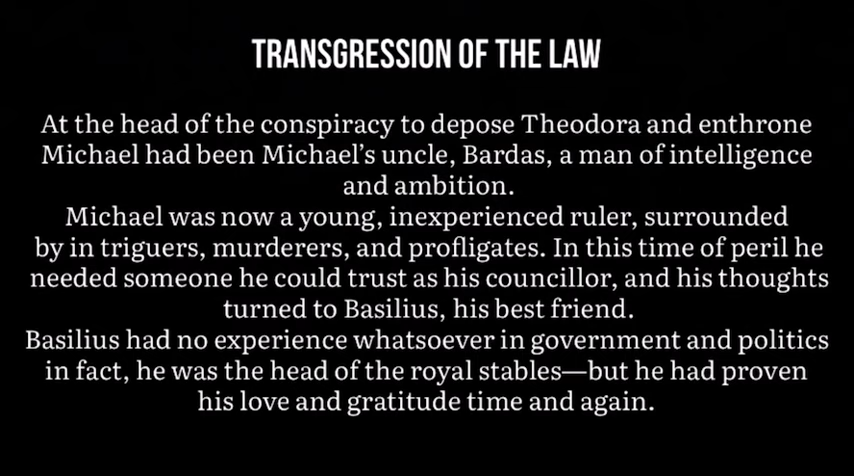 TRANSGRESSION OF THE LAW
At the head of the conspiracy to depose Theodora and enthrone
Michael had been Michael’s uncle, Bardas, a man of intelligence
and ambition.
Michael was now a young, inexperienced ruler, surrounded
by in triguers, murderers, and profligates. In this time of peril he
needed someone he could trust as his councillor, and his thoughts
turned to Basilius, his best friend.
Basilius had no experience whatsoever in government and politics
in fact, he was the head of the royal stables—but he had proven
his love and gratitude time and again.